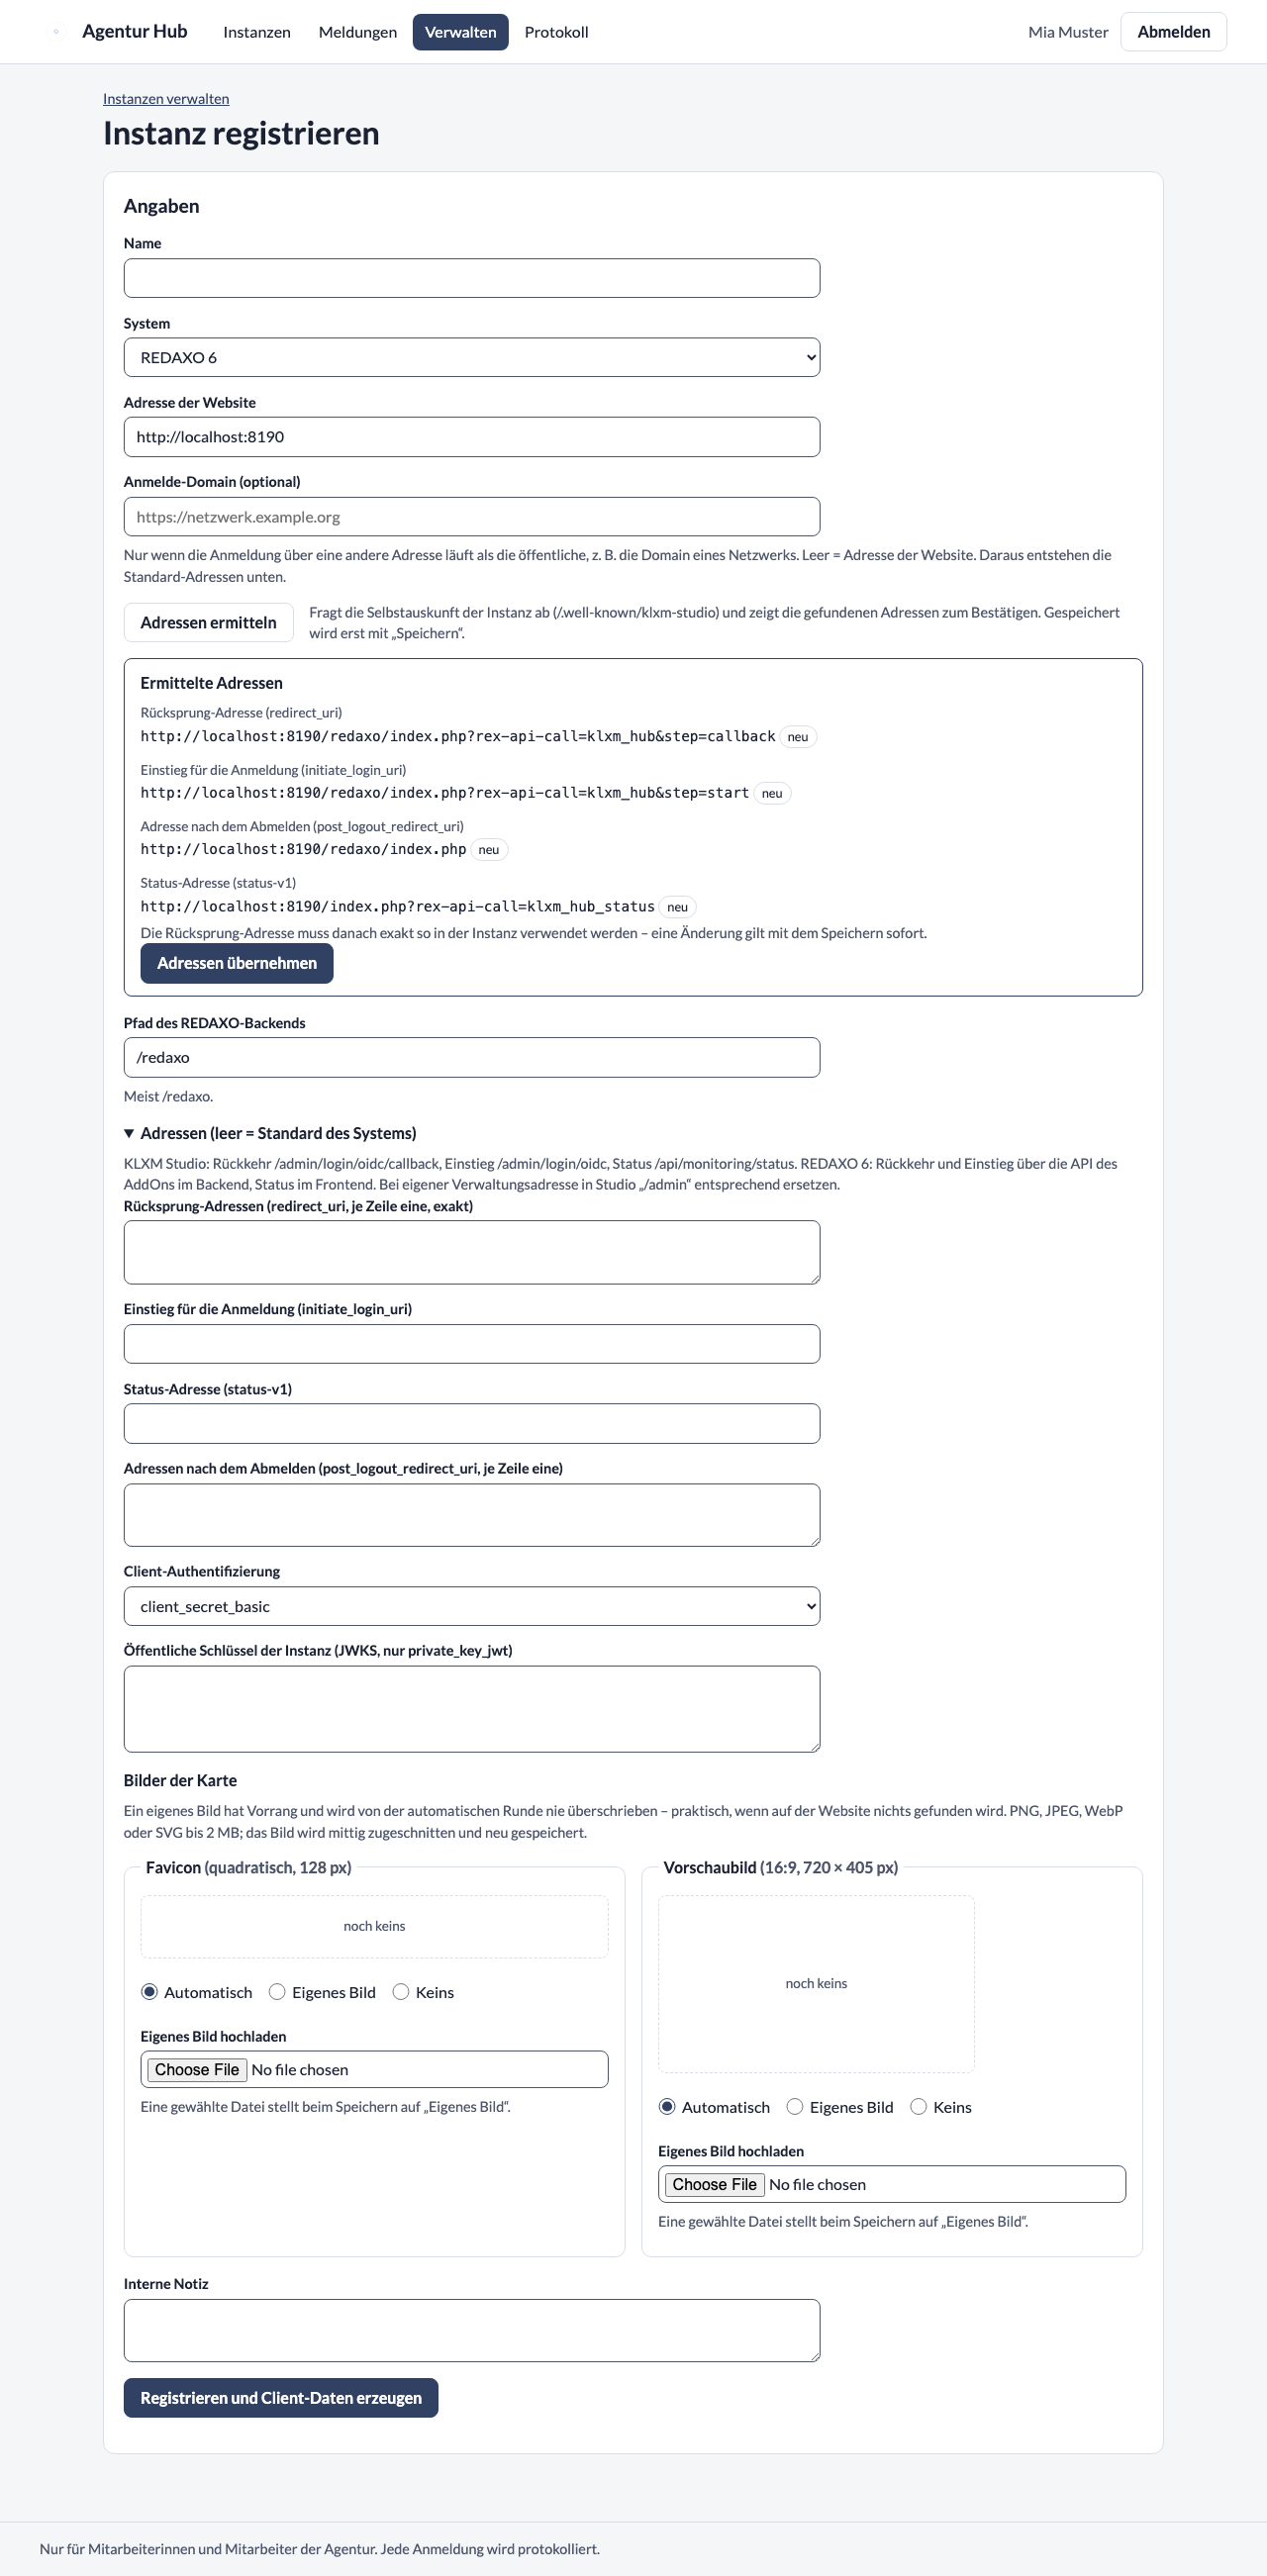 Agentur Hub
Instanzen
Meldungen
Verwalten
Protokoll
Mia Muster
Abmelden
Instanzen verwalten
Instanz registrieren
Angaben
Name
System
REDAXO 6
Adresse der Website
http://localhost:8190
Anmelde-Domain (optional)
https://netzwerk.example.org
Nur wenn die Anmeldung über eine andere Adresse läuft als die öffentliche, z. B. die Domain eines Netzwerks. Leer = Adresse der Website. Daraus entstehen die
Standard-Adressen unten.
Adressen ermitteln
Fragt die Selbstauskunft der Instanz ab (/.well-known/klxm-studio) und zeigt die gefundenen Adressen zum Bestätigen. Gespeichert
wird erst mit „Speichern“.
Ermittelte Adressen
Rücksprung-Adresse (redirect_uri)
http://localhost:8190/redaxo/index.php?rex-api-call=klxm_hub&step=callback neu
Einstieg für die Anmeldung (initiate_login_uri)
http://localhost:8190/redaxo/index.php?rex-api-call=klxm_hub&step=start neu
Adresse nach dem Abmelden (post_logout_redirect_uri)
http://localhost:8190/redaxo/index.php neu
Status-Adresse (status-v1)
http://localhost:8190/index.php?rex-api-call=klxm_hub_status neu
Die Rücksprung-Adresse muss danach exakt so in der Instanz verwendet werden – eine Änderung gilt mit dem Speichern sofort.
Adressen übernehmen
Pfad des REDAXO-Backends
/redaxo
Meist /redaxo.
▼ Adressen (leer = Standard des Systems)
KLXM Studio: Rückkehr /admin/login/oidc/callback, Einstieg /admin/login/oidc, Status /api/monitoring/status. REDAXO 6: Rückkehr und Einstieg über die API des
AddOns im Backend, Status im Frontend. Bei eigener Verwaltungsadresse in Studio „/admin“ entsprechend ersetzen.
Rücksprung-Adressen (redirect_uri, je Zeile eine, exakt)
Einstieg für die Anmeldung (initiate_login_uri)
Status-Adresse (status-v1)
Adressen nach dem Abmelden (post_logout_redirect_uri, je Zeile eine)
Client-Authentifizierung
client_secret_basic
Öffentliche Schlüssel der Instanz (JWKS, nur private_key_jwt)
Bilder der Karte
Ein eigenes Bild hat Vorrang und wird von der automatischen Runde nie überschrieben – praktisch, wenn auf der Website nichts gefunden wird. PNG, JPEG, WebP
oder SVG bis 2 MB; das Bild wird mittig zugeschnitten und neu gespeichert.
Favicon (quadratisch, 128 px)
noch keins
Automatisch
Eigenes Bild
Keins
Eigenes Bild hochladen
Choose File No file chosen
Eine gewählte Datei stellt beim Speichern auf „Eigenes Bild“.
Vorschaubild (16:9, 720 × 405 px)
noch keins
Automatisch
Eigenes Bild
Keins
Eigenes Bild hochladen
Choose File No file chosen
Eine gewählte Datei stellt beim Speichern auf „Eigenes Bild“.
Interne Notiz
Registrieren und Client-Daten erzeugen
Nur für Mitarbeiterinnen und Mitarbeiter der Agentur. Jede Anmeldung wird protokolliert.